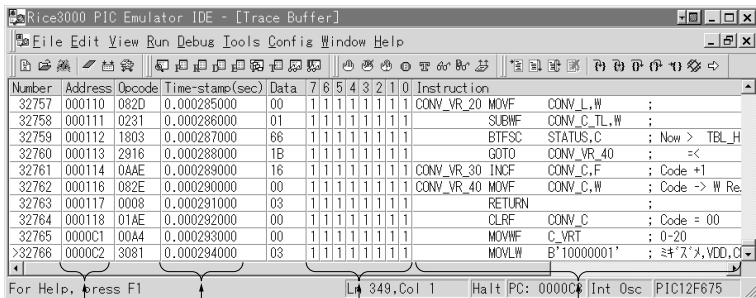 Rice3000 PIC Emulator IDE - [Trace Buffer]
File Edit View Run Debug Tools Config Window Help
Number Address Opcode Time-stamp(sec) Data 7 6 5 4 3 2 1 0 Instruction
32757 000110 082D 0.000285000 00 1 1 1 1 1 1 1 1 CONV_VR_20 MOVF CONV_L,W ;
32758 000111 0231 0.000286000 01 1 1 1 1 1 1 1 1 SUBWF CONV_C_TL,W ;
32759 000112 1803 0.000287000 66 1 1 1 1 1 1 1 1 BTFSC STATUS,C ; Now > TBL_H
32760 000113 2916 0.000288000 1B 1 1 1 1 1 1 1 1 GOTO CONV_VR_40 ; =<
32761 000114 0AAE 0.000289000 16 1 1 1 1 1 1 1 1 CONV_VR_30 INCF CONV_C,F ; Code +1
32762 000116 082E 0.000290000 00 1 1 1 1 1 1 1 1 CONV_VR_40 MOVF CONV_C,W ; Code -> W Re
32763 000117 0008 0.000291000 03 1 1 1 1 1 1 1 1 RETURN ;
32764 000118 01AE 0.000292000 00 1 1 1 1 1 1 1 1 CLRF CONV_C ; Code = 00
32765 0000C1 00A4 0.000293000 00 1 1 1 1 1 1 1 1 MOVWF C_VRT ; 0-20
>32766 0000C2 3081 0.000294000 03 1 1 1 1 1 1 1 1 MOVLW B'10000001' ; ﾐｷﾞｽﾞﾒ,VDD,C
For Help, press F1 Ln 349,Col 1 Halt PC: 0000C3 Int Osc PIC12F675